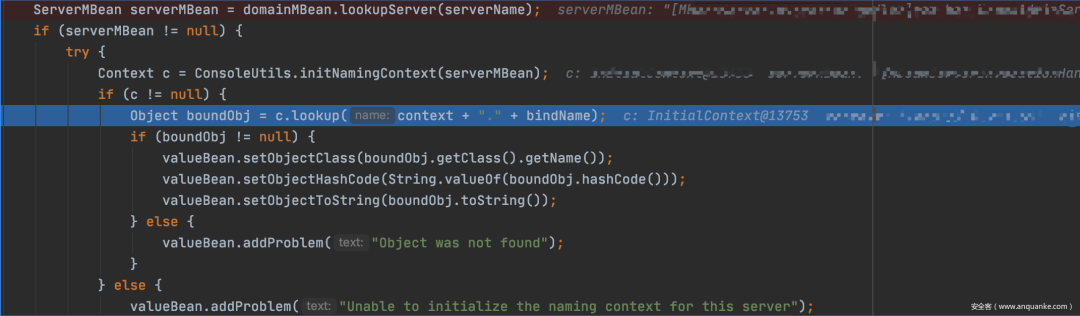 ServerMBean serverMBean = domainMBean.lookupServer(serverName); serverMBean:
if (serverMBean != null) {
try {
Context c = ConsoleUtils.initNamingContext(serverMBean); c:
if (c != null) {
Object boundObj = c.lookup( name: context + "." + bindName); c: InitialContext@13753
if (boundObj != null) {
valueBean.setObjectClass(boundObj.getClass().getName());
valueBean.setObjectHashCode(String.valueOf(boundObj.hashCode()));
valueBean.setObjectToString(boundObj.toString());
} else {
valueBean.addProblem( text: "Object was not found");
}
} else {
valueBean.addProblem( text: "Unable to initialize the naming context for this server");
安全客（www.anquanke.com）